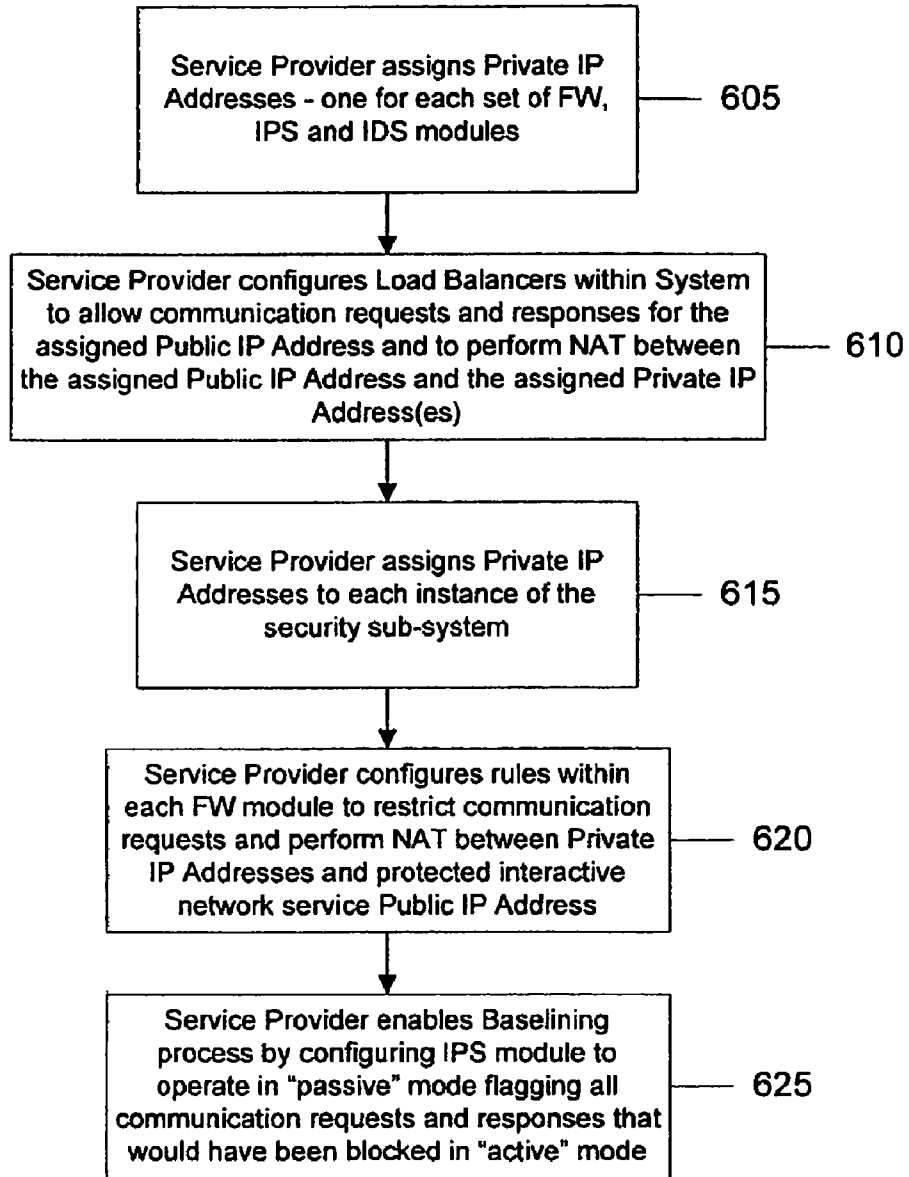 Service Provider assigns Private IP
Addresses - one for each set of FW,
IPS and IDS modules
605
Service Provider configures Load Balancers within System
to allow communication requests and responses for the
assigned Public IP Address and to perform NAT between
the assigned Public IP Address and the assigned Private IP
Address(es)
610
Service Provider assigns Private IP
Addresses to each instance of the
security sub-system
615
Service Provider configures rules within
each FW module to restrict communication
requests and perform NAT between Private
IP Addresses and protected interactive
network service Public IP Address
620
Service Provider enables Baselining
process by configuring IPS module to
operate in “passive” mode flagging all
communication requests and responses that
would have been blocked in “active” mode
625